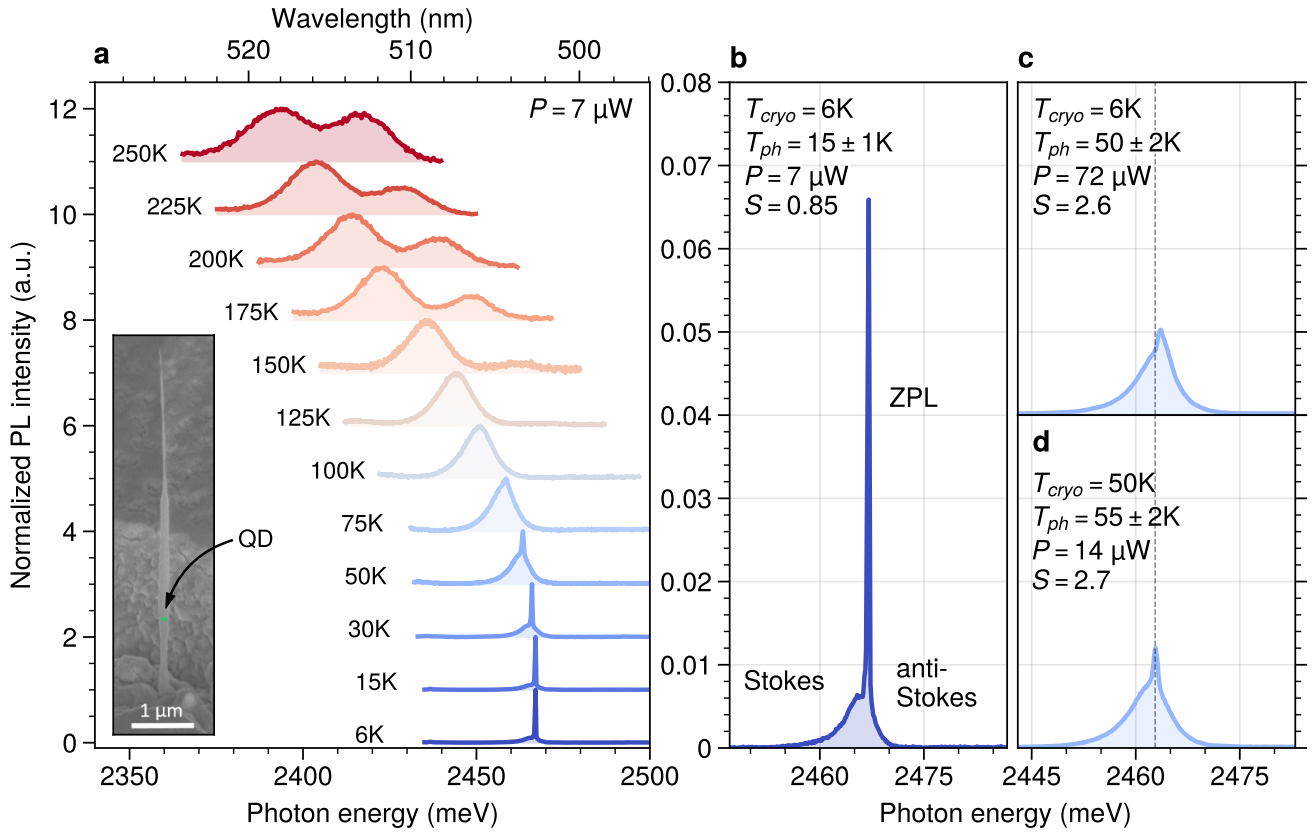 Wavelength (nm)
520 510 500
a
P = 7 μW
Normalized PL intensity (a.u.)
12
10
8
6
4
2
0
250K
225K
200K
175K
150K
125K
100K
75K
50K
30K
15K
6K
QD
1 μm
2350 2400 2450 2500
Photon energy (meV)
b
0.08
0.07
0.06
0.05
0.04
0.03
0.02
0.01
0
T_cryo = 6K
T_ph = 15 ± 1K
P = 7 μW
S = 0.85
ZPL
Stokes
anti-
Stokes
2460 2475
c
T_cryo = 6K
T_ph = 50 ± 2K
P = 72 μW
S = 2.6
d
T_cryo = 50K
T_ph = 55 ± 2K
P = 14 μW
S = 2.7
2445 2460 2475
Photon energy (meV)